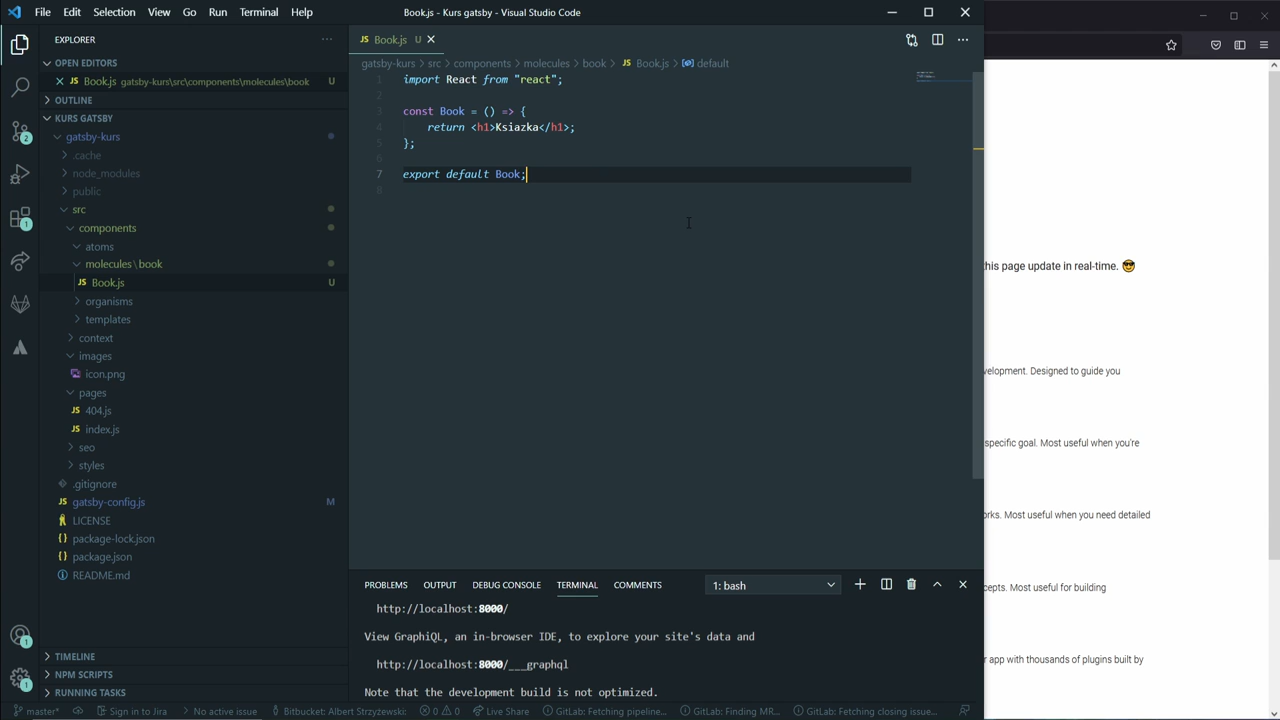 File Edit Selection View Go Run Terminal Help
Book.js - Kurs gatsby - Visual Studio Code
EXPLORER
OPEN EDITORS
Book.js gatsby-kurs\src\components\molecules\book
OUTLINE
KURS GATSBY
gatsby-kurs
.cache
node_modules
public
src
components
atoms
molecules\book
Book.js U
organisms
templates
context
images
icon.png
pages
404.js
index.js
seo
styles
.gitignore
gatsby-config.js M
LICENSE
package-lock.json
package.json
README.md
TIMELINE
NPM SCRIPTS
RUNNING TASKS
JS Book.js U
gatsby-kurs > src > components > molecules > book > JS Book.js > default
1 import React from "react";
2
3 const Book = () => {
4 return <h1>Ksiazka</h1>;
5 };
6
7 export default Book;
8
PROBLEMS OUTPUT DEBUG CONSOLE TERMINAL COMMENTS 1: bash
http://localhost:8000/
View GraphiQL, an in-browser IDE, to explore your site's data and
http://localhost:8000/___graphql
Note that the development build is not optimized.
master* Sign in to Jira No active issue Bitbucket: Albert Strzyżewski: 0 0 Live Share GitLab: Fetching pipeline... GitLab: Finding MR... GitLab: Fetching closing issue...
this page update in real-time. 😎
velopment. Designed to guide you
specific goal. Most useful when you're
orks. Most useful when you need detailed
cepts. Most useful for building
r app with thousands of plugins built by